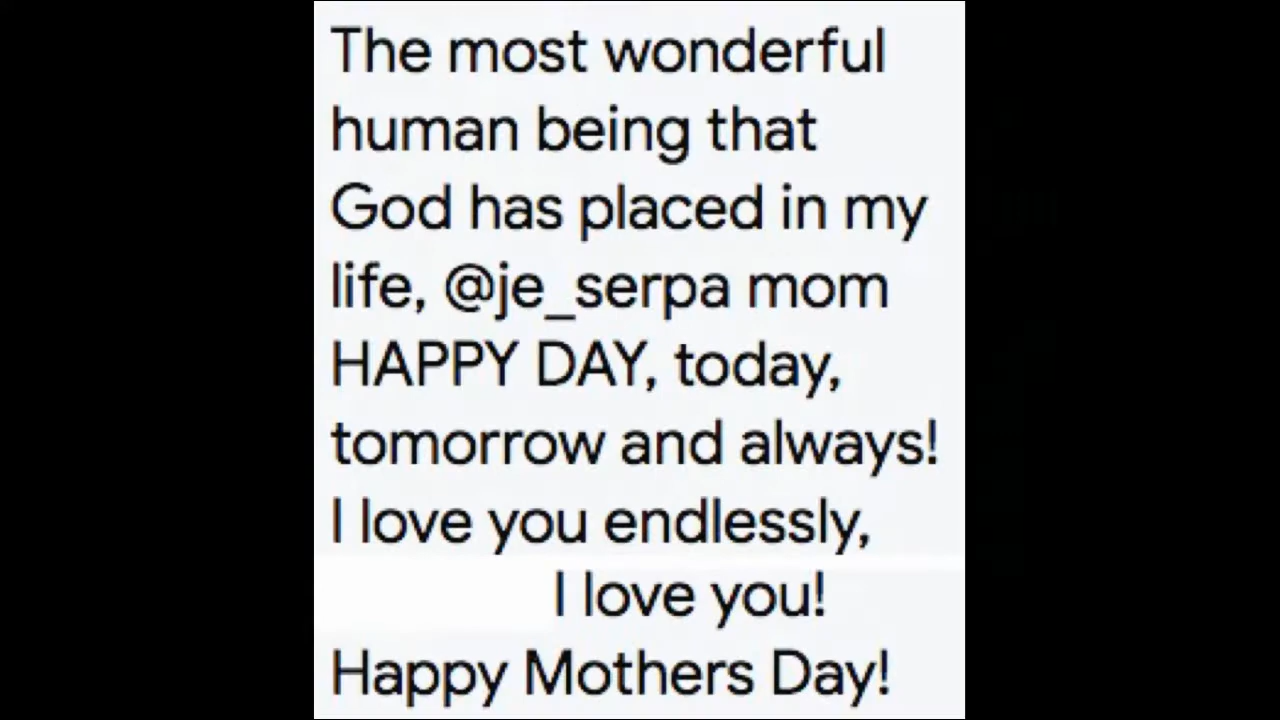 The most wonderful
human being that
God has placed in my
life, @je_serpa mom
HAPPY DAY, today,
tomorrow and always!
I love you endlessly,
I love you!
Happy Mothers Day!